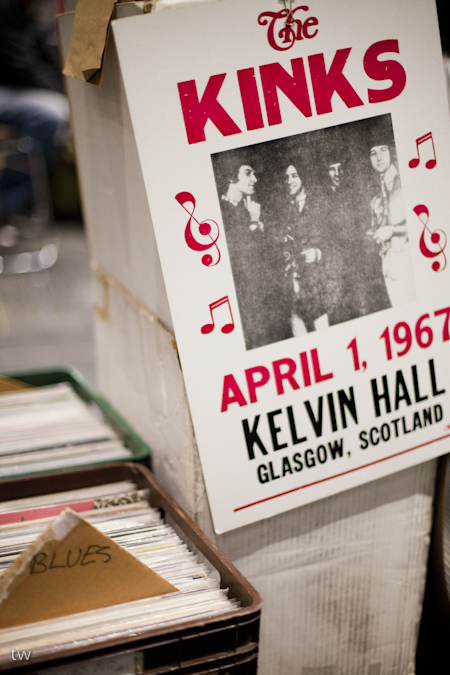 The
KINKS
APRIL 1, 1967
KELVIN HALL
GLASGOW, SCOTLAND
BLUES
tw